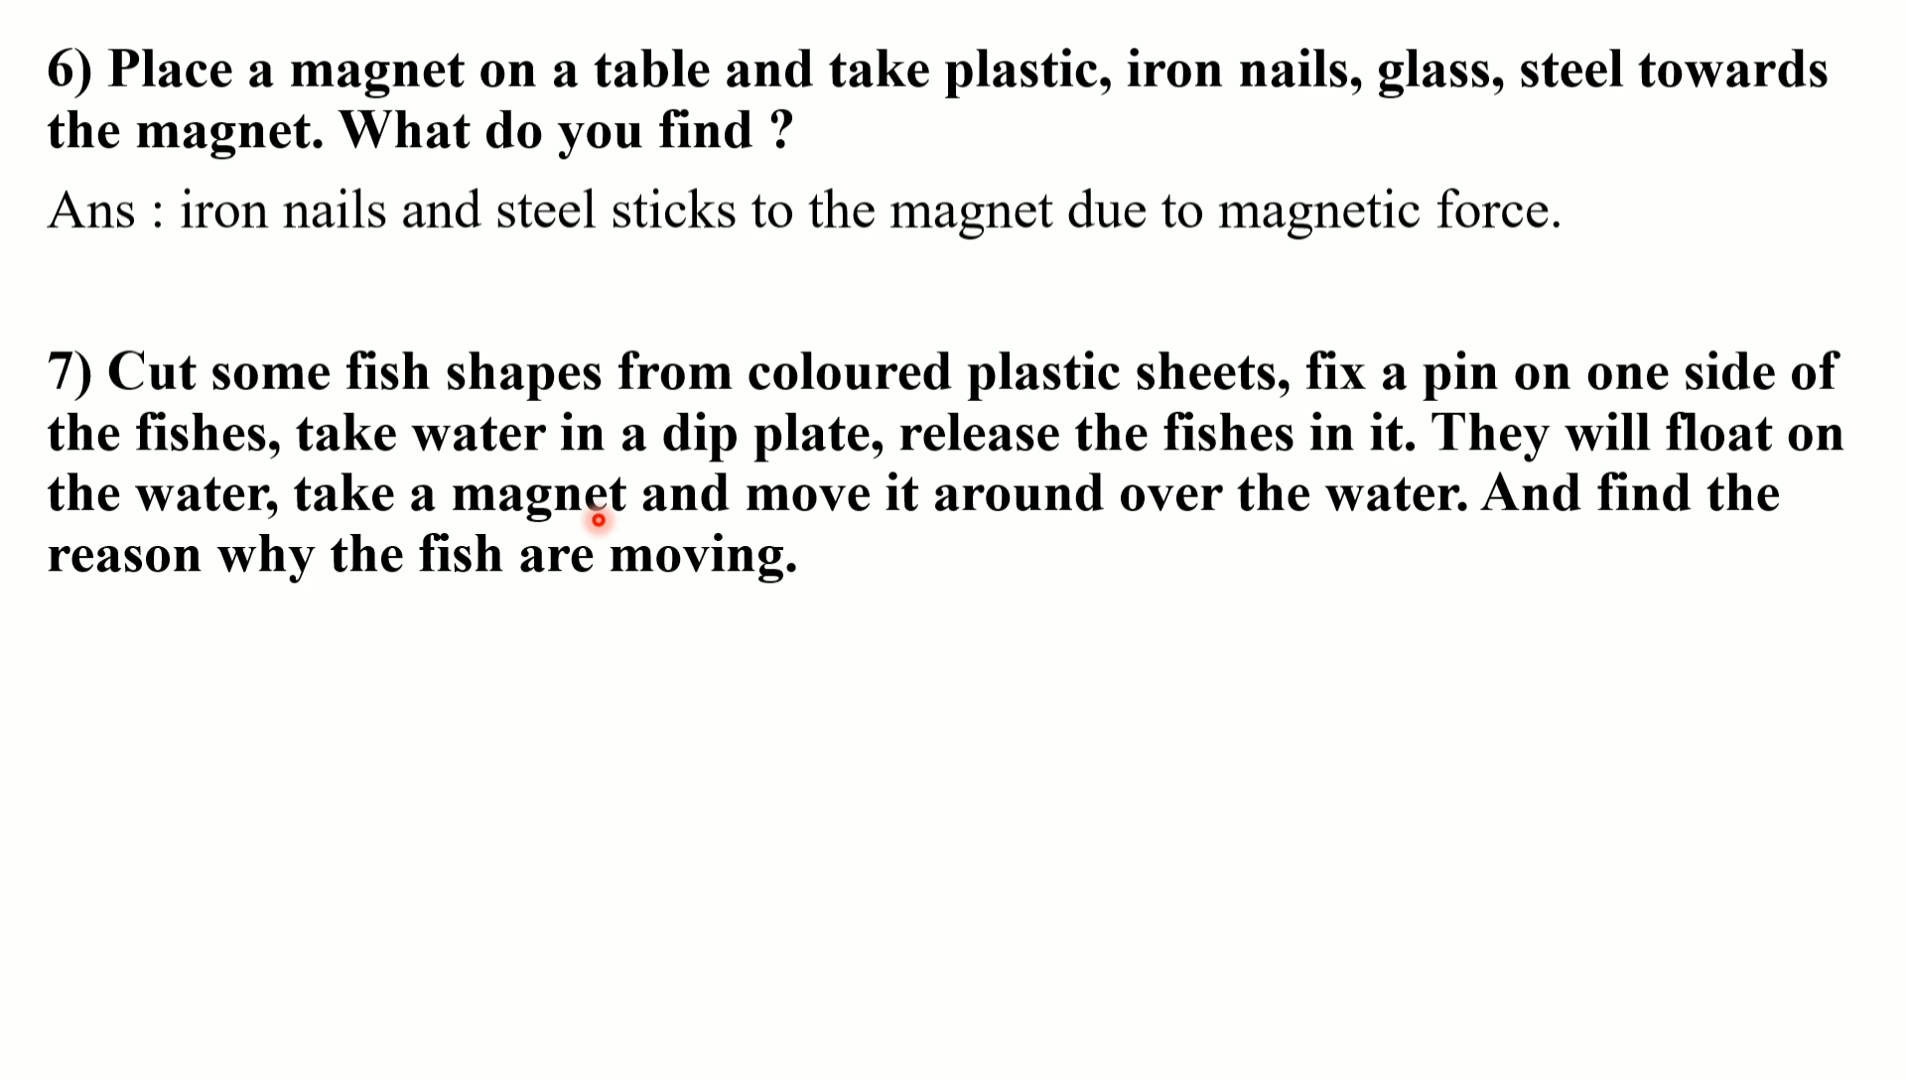 6) Place a magnet on a table and take plastic, iron nails, glass, steel towards
the magnet. What do you find ?
Ans : iron nails and steel sticks to the magnet due to magnetic force.
7) Cut some fish shapes from coloured plastic sheets, fix a pin on one side of
the fishes, take water in a dip plate, release the fishes in it. They will float on
the water, take a magnet and move it around over the water. And find the
reason why the fish are moving.